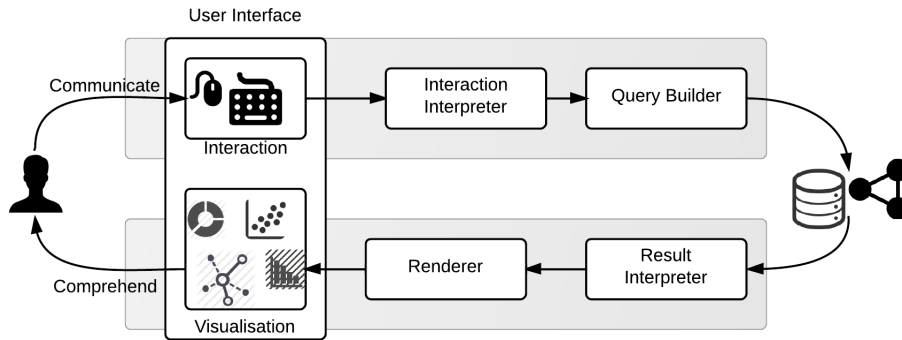 User Interface
Communicate
Interaction
Interpreter
Query Builder
Interaction
Renderer
Result
Interpreter
Comprehend
Visualisation